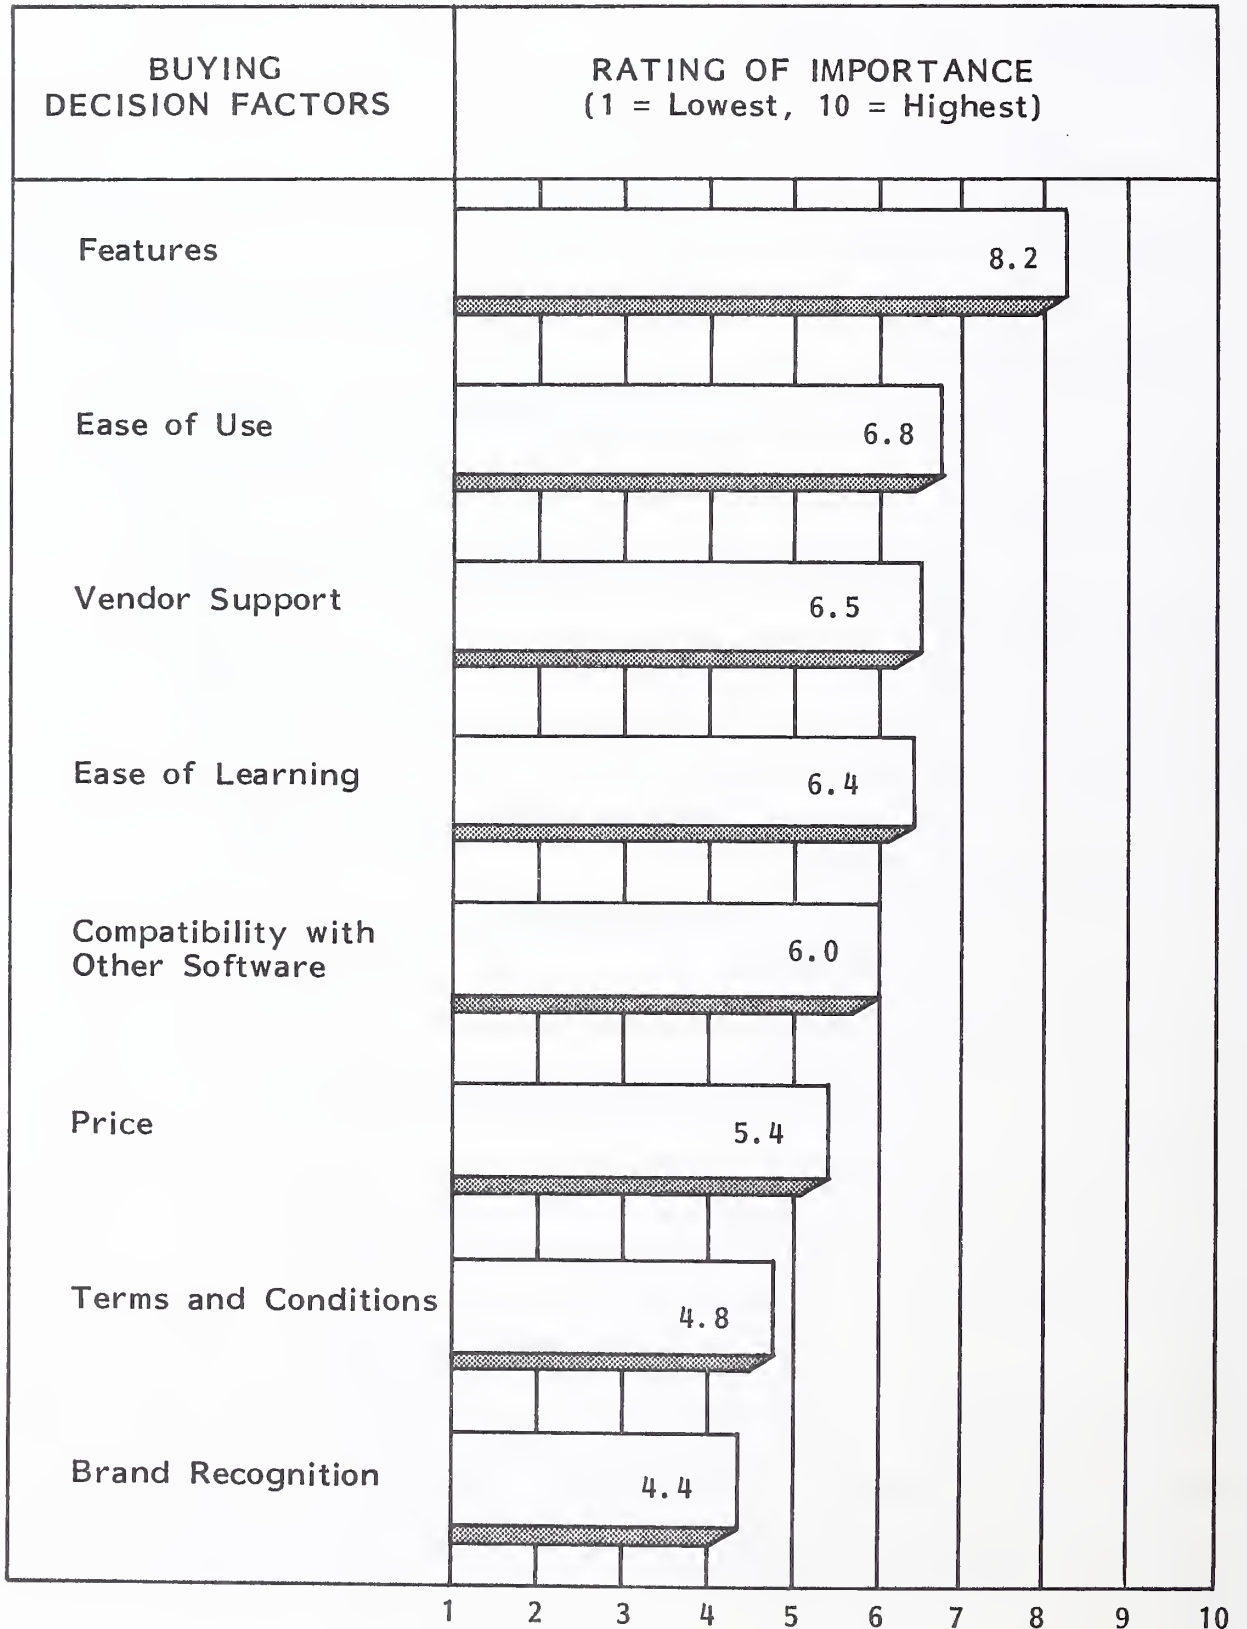 BUYING
DECISION FACTORS
RATING OF IMPORTANCE
(1 = Lowest, 10 = Highest)
Features
8.2
Ease of Use
6.8
Vendor Support
6.5
Ease of Learning
6.4
Compatibility with
Other Software
6.0
Price
5.4
Terms and Conditions
4.8
Brand Recognition
4.4
1 2 3 4 5 6 7 8 9 10